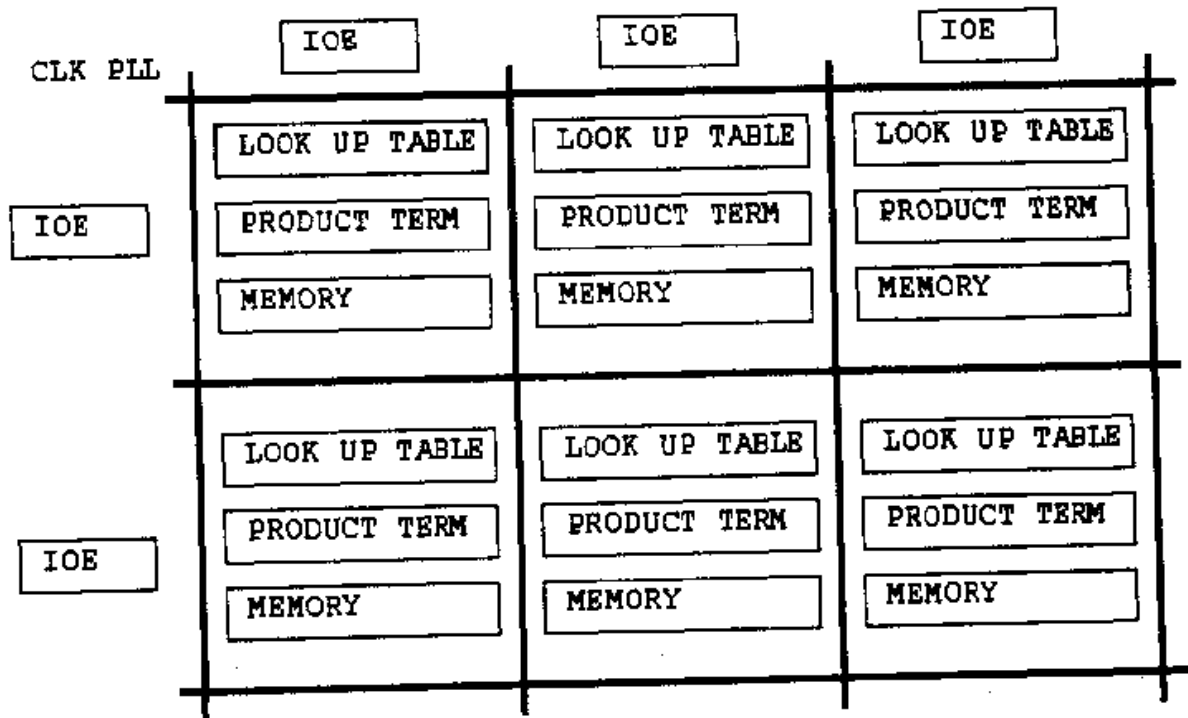 IOE
IOE
IOE
CLK PLL
LOOK UP TABLE
LOOK UP TABLE
LOOK UP TABLE
IOE
PRODUCT TERM
PRODUCT TERM
PRODUCT TERM
MEMORY
MEMORY
MEMORY
LOOK UP TABLE
LOOK UP TABLE
LOOK UP TABLE
IOE
PRODUCT TERM
PRODUCT TERM
PRODUCT TERM
MEMORY
MEMORY
MEMORY